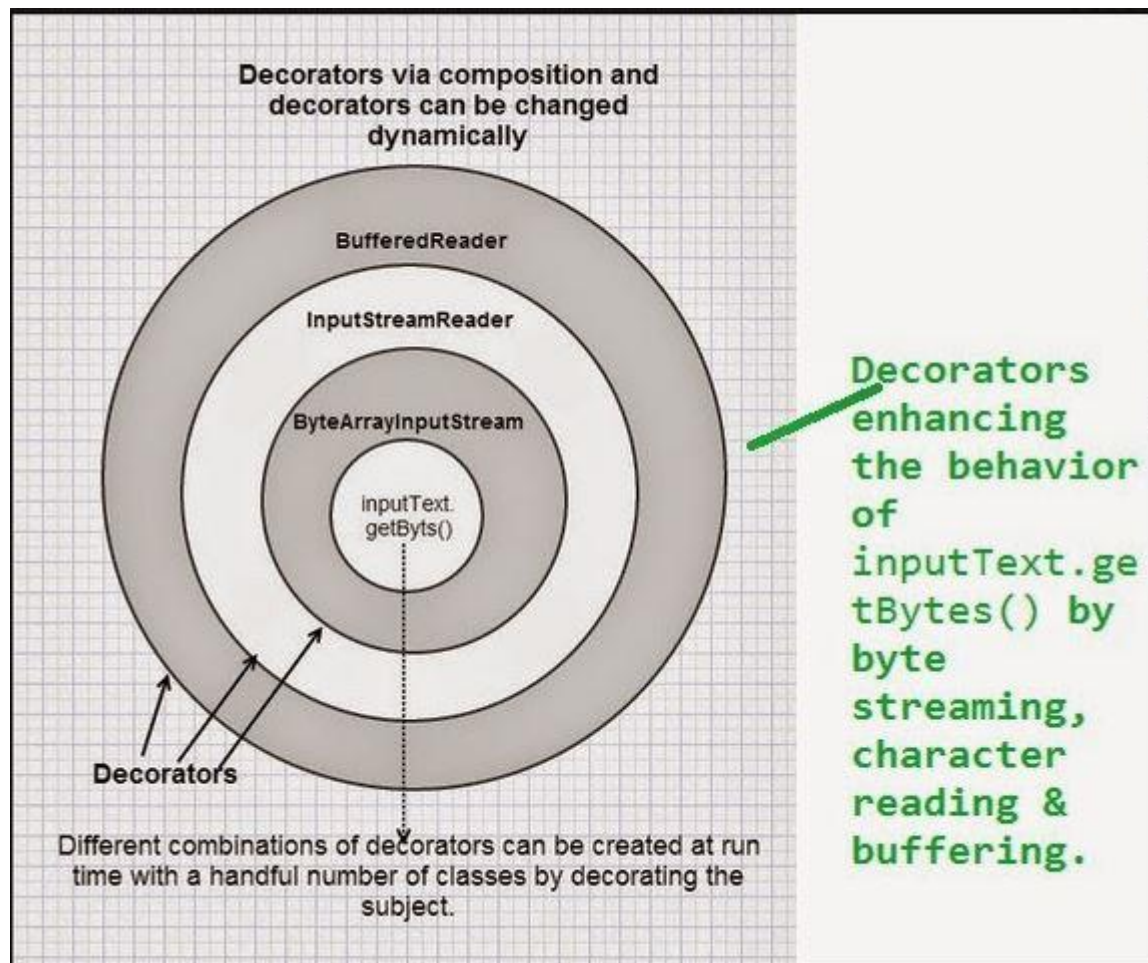 Decorators via composition and
decorators can be changed
dynamically
BufferedReader
InputStreamReader
ByteArrayInputStream
inputText.
getByts()
Decorators
Different combinations of decorators can be created at run
time with a handful number of classes by decorating the
subject.
Decorators
enhancing
the behavior
of
inputText.ge
tBytes() by
byte
streaming,
character
reading &
buffering.